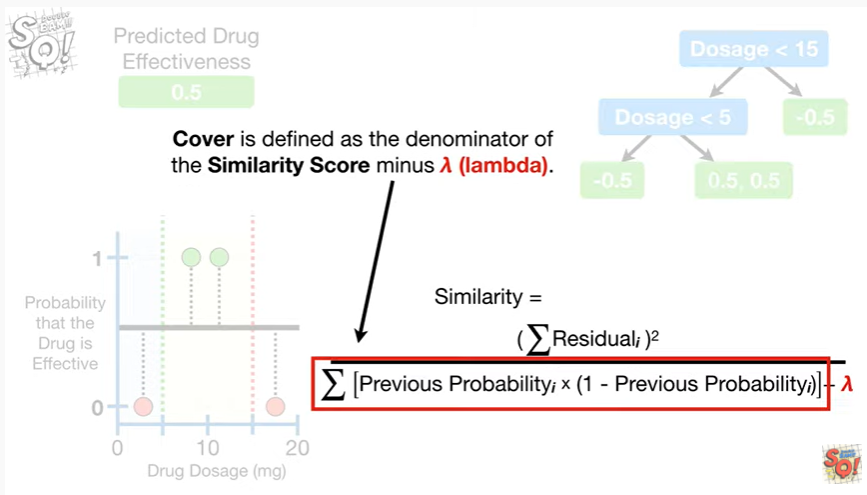 SQ!
Predicted Drug
Effectiveness
0.5
Cover is defined as the denominator of
the Similarity Score minus λ (lambda).
Dosage < 15
Dosage < 5
-0.5
-0.5
0.5, 0.5
1
Probability
that the
Drug is
Effective
0
0
10
20
Drug Dosage (mg)
Similarity =
(∑Residualᵢ)²
∑ [Previous Probabilityᵢ x (1 - Previous Probabilityᵢ)] + λ
SQ!